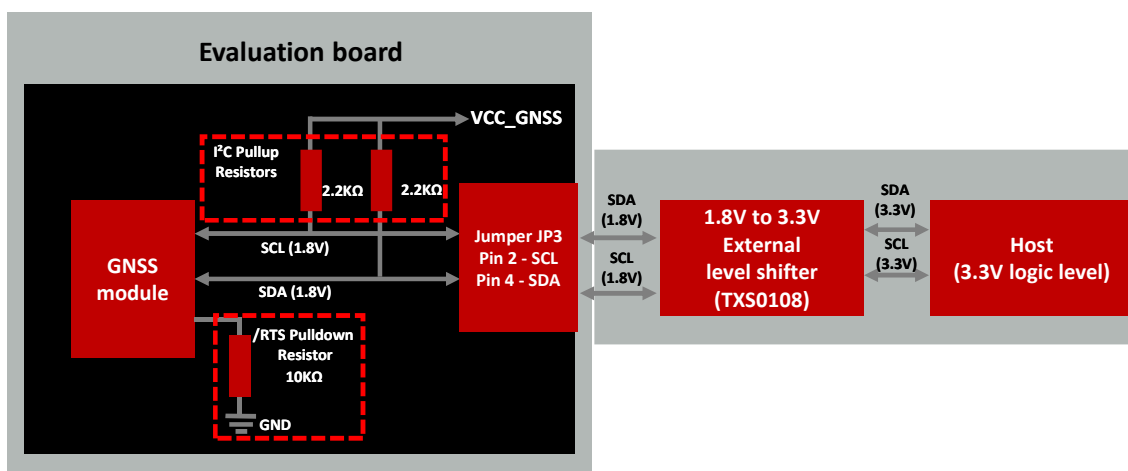 Evaluation board
VCC_GNSS
I²C Pullup
Resistors
2.2KΩ
2.2KΩ
SCL (1.8V)
SDA (1.8V)
GNSS
module
/RTS Pulldown
Resistor
10KΩ
GND
Jumper JP3
Pin 2 - SCL
Pin 4 - SDA
SDA
(1.8V)
SCL
(1.8V)
1.8V to 3.3V
External
level shifter
(TXS0108)
SDA
(3.3V)
SCL
(3.3V)
Host
(3.3V logic level)